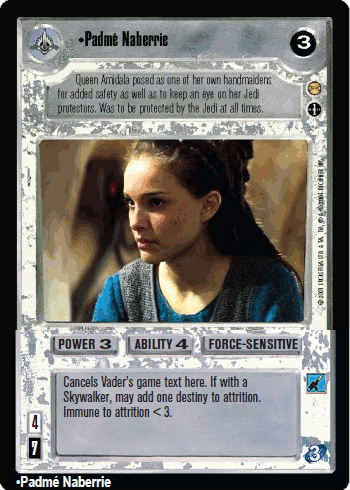 •Padmé Naberrie
3
Queen Amidala posed as one of her own handmaidens
for added safety as well as to keep an eye on her Jedi
protectors. Was to be protected by the Jedi at all times.
POWER 3
ABILITY 4
FORCE-SENSITIVE
Cancels Vader's game text here. If with a
Skywalker, may add one destiny to attrition.
Immune to attrition < 3.
4
7
3
•Padmé Naberrie